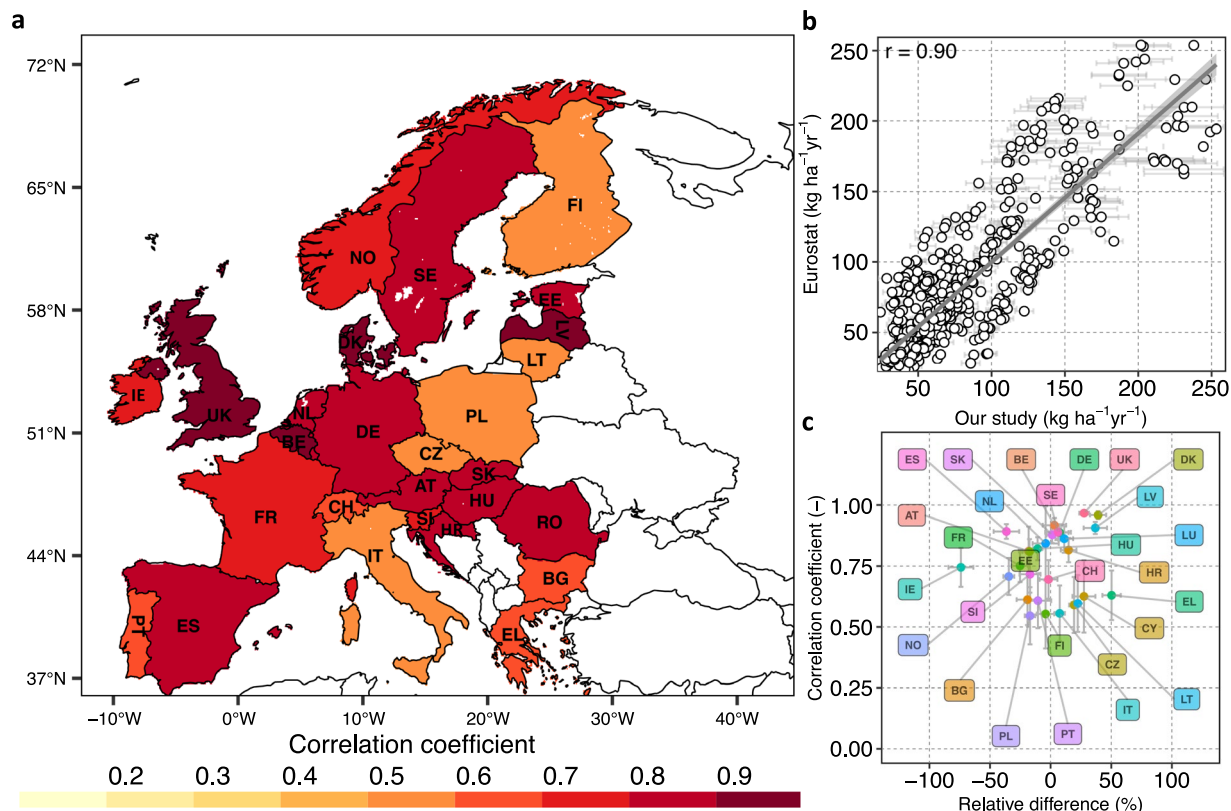 a
72°N
65°N
58°N
51°N
44°N
37°N
NO
SE
FI
EE
LV
LT
DK
IE
UK
NL
BE
DE
PL
CZ
SK
AT
HU
FR
CH
SI
HR
RO
IT
BG
PT
ES
EL
−10°W
0°W
10°W
20°W
30°W
40°W
Correlation coefficient
0.2 0.3 0.4 0.5 0.6 0.7 0.8 0.9
b
r = 0.90
Eurostat (kg ha⁻¹yr⁻¹)
250
200
150
100
50
50 100 150 200 250
Our study (kg ha⁻¹yr⁻¹)
c
Correlation coefficient (−)
1.00
0.75
0.50
0.25
0.00
ES SK BE DE UK DK
NL SE LV
AT LU
FR HU
EE CH HR
IE EL
SI CY
NO FI CZ
BG LT
IT
PL PT
−100 −50 0 50 100
Relative difference (%)